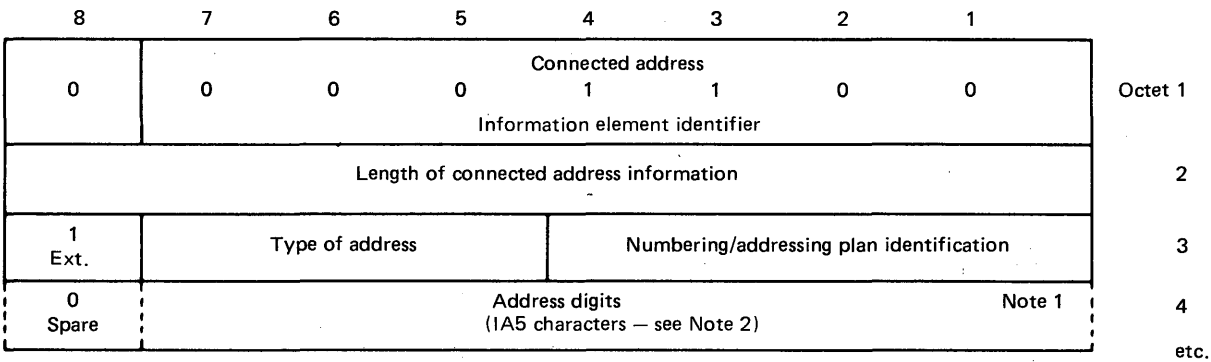 8 7 6 5 4 3 2 1
Connected address
0 0 0 0 1 1 0 0 Octet 1
Information element identifier
Length of connected address information 2
1 Type of address Numbering/addressing plan identification 3
Ext.
0 Address digits Note 1 4
Spare (IA5 characters — see Note 2)
etc.